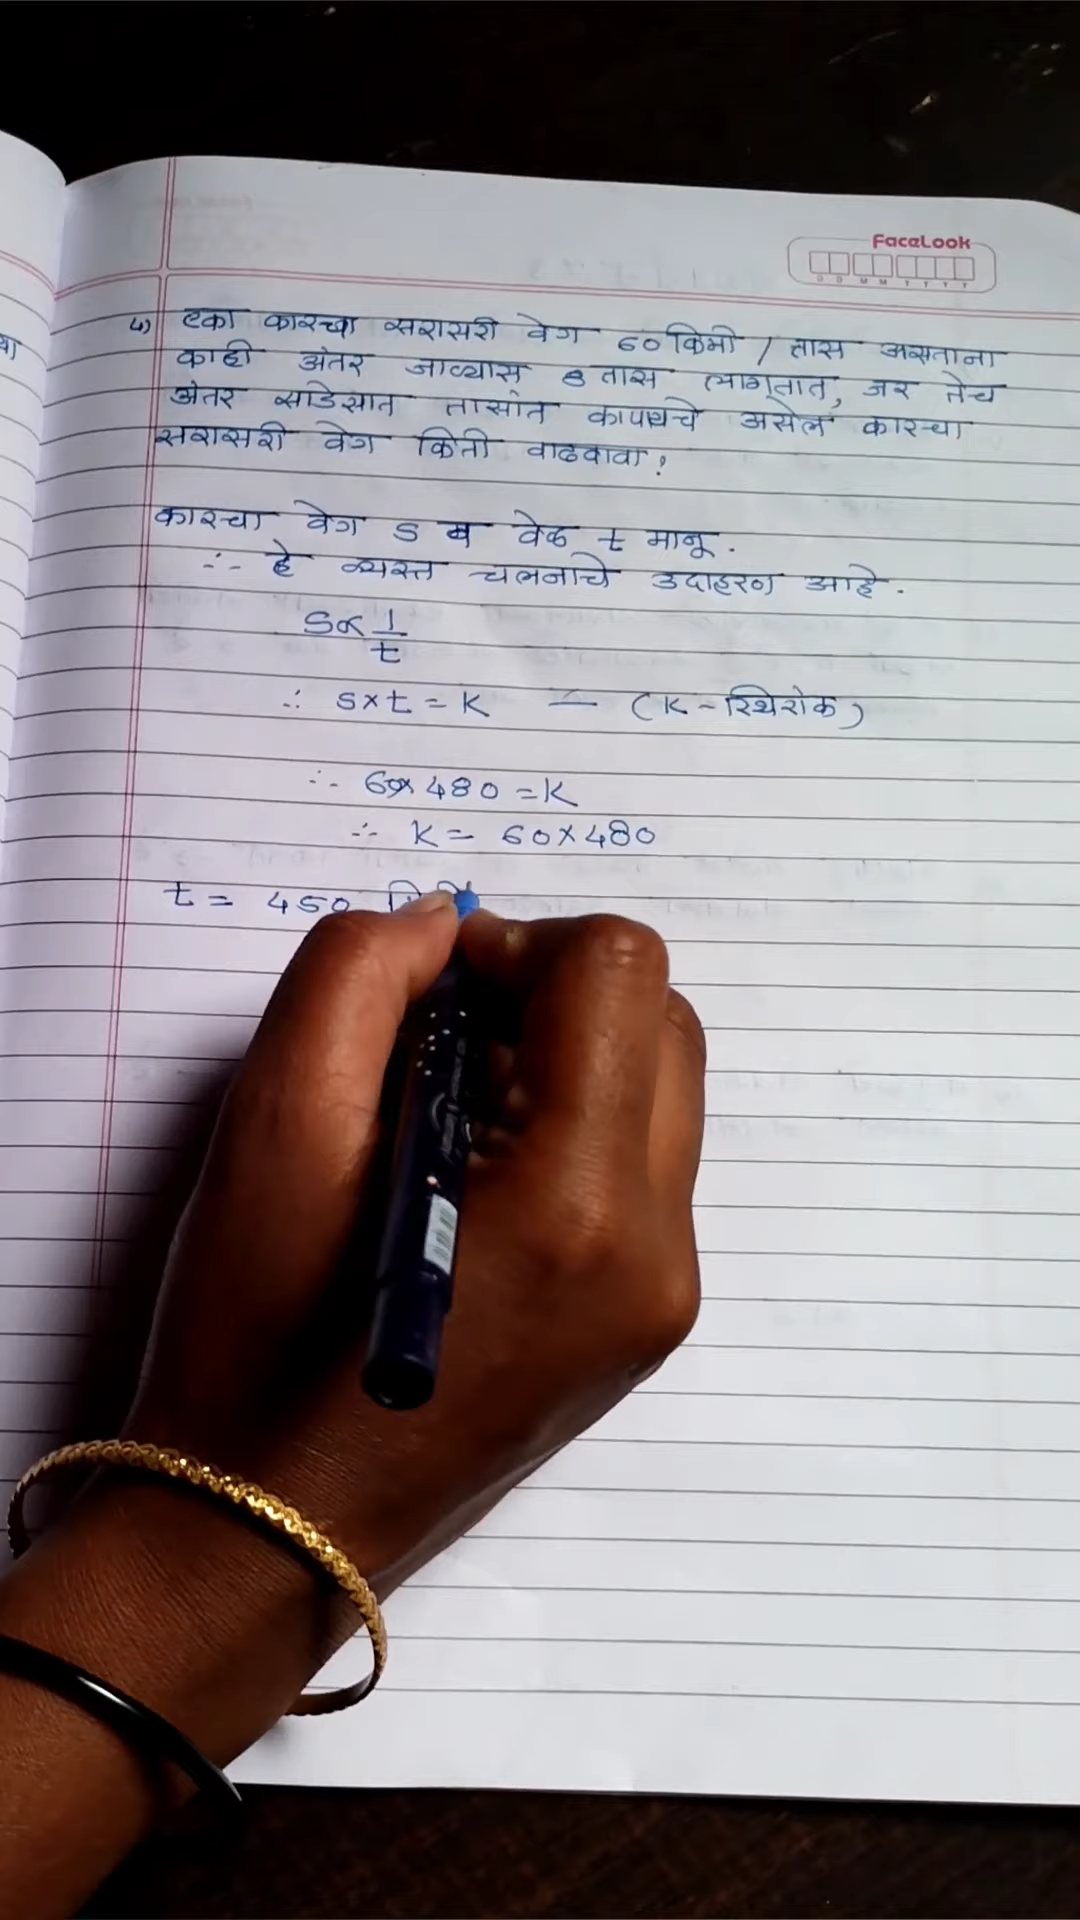 FaceLook
D D M M Y Y Y Y
५) एका कारचा सरासरी वेग 60 किमी / तास असताना
काही अंतर जाव्यास 8 तास लागतात, जर तेच
अंतर साडेसात तासांत कापायचे असेल कारचा
सरासरी वेग किती वाढवावा?
कारचा वेग S व वेळ t मानू.
∴ हे व्यस्त चलनाचे उदाहरण आहे.
S∝ 1/t
∴ s×t = K — (K - स्थिरांक)
∴ 60× 480 = K
∴ K = 60×480
t = 450